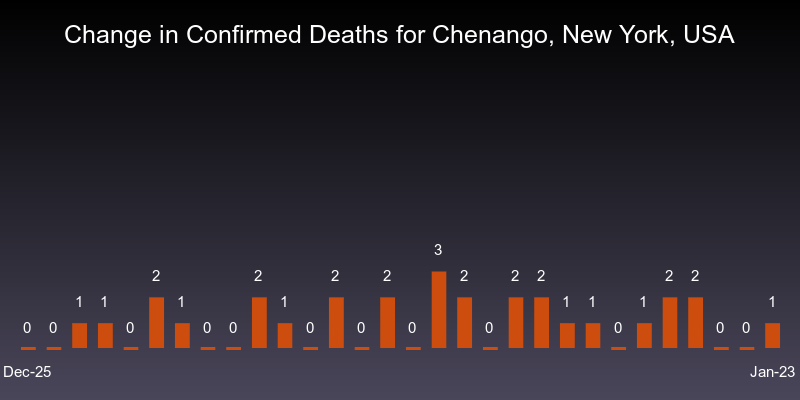 Change in Confirmed Deaths for Chenango, New York, USA
0 0 1 1 0 2 1 0 0 2 1 0 2 0 2 0 3 2 0 2 2 1 1 0 1 2 2 0 0 1
Dec-25 Jan-23